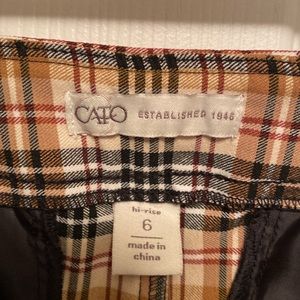 CATO ESTABLISHED 1946
hi-rise
6
made in
china